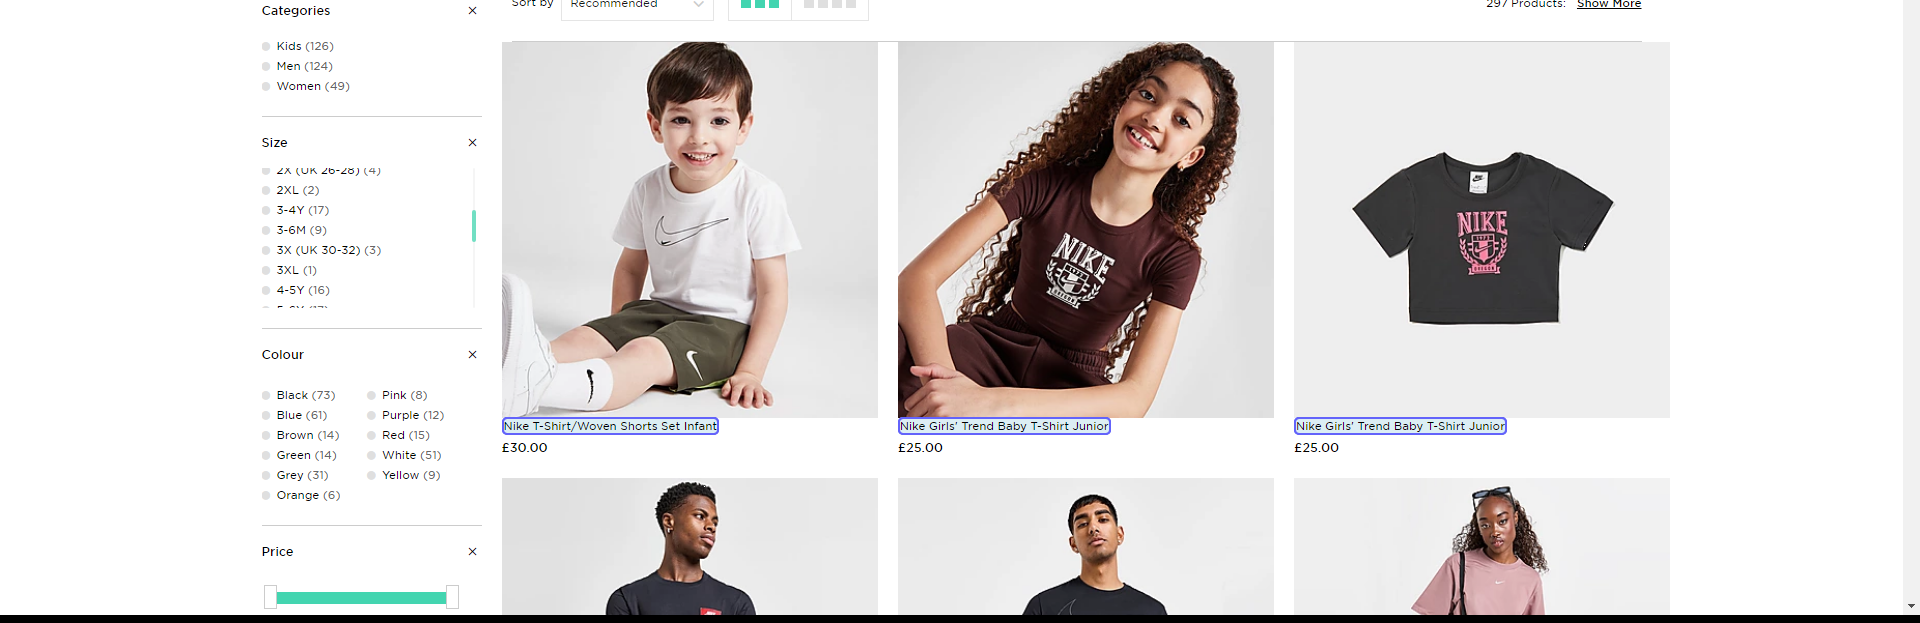 Categories
Kids (126)
Men (124)
Women (49)
Size
2X (UK 26-28) (4)
2XL (2)
3-4Y (17)
3-6M (9)
3X (UK 30-32) (3)
3XL (1)
4-5Y (16)
Colour
Black (73)
Blue (61)
Brown (14)
Green (14)
Grey (31)
Orange (6)
Pink (8)
Purple (12)
Red (15)
White (51)
Yellow (9)
Price
Sort by
Recommended
297 Products:
Show More
NIKE
NIKE
Nike T-Shirt/Woven Shorts Set Infant
£30.00
Nike Girls' Trend Baby T-Shirt Junior
£25.00
Nike Girls' Trend Baby T-Shirt Junior
£25.00